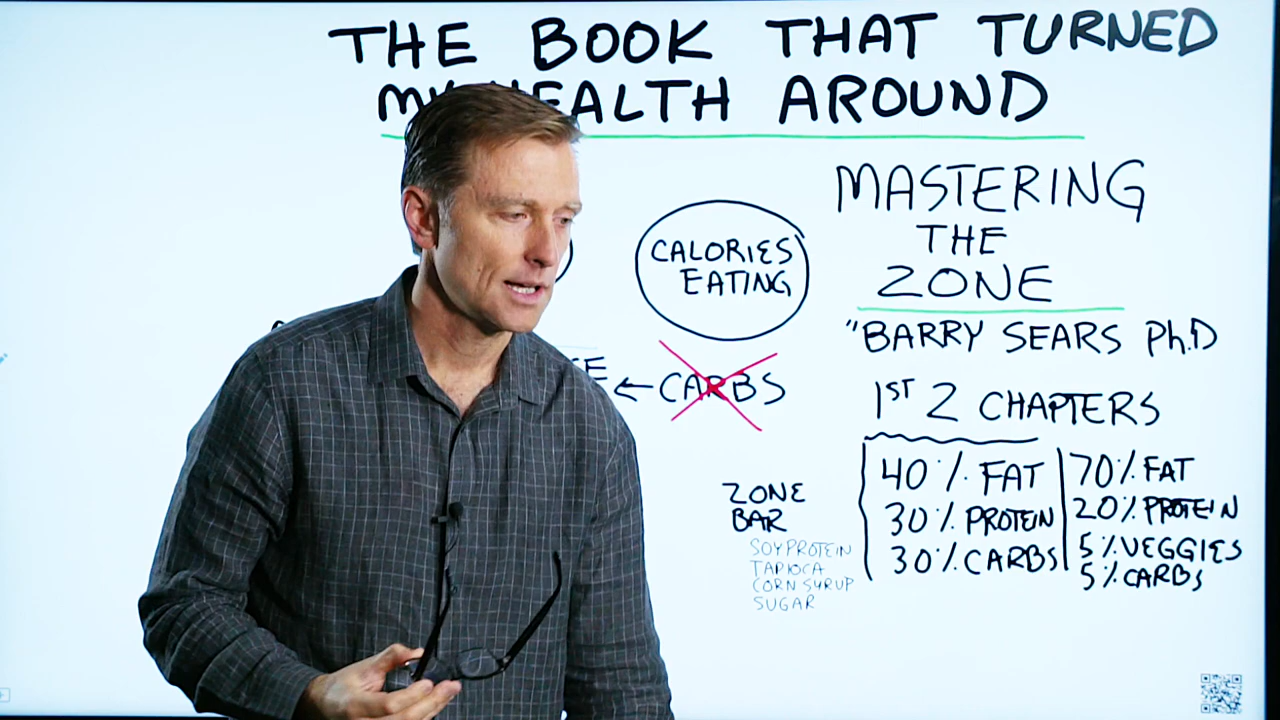 THE BOOK THAT TURNED
HEALTH AROUND
MASTERING
THE
ZONE
"BARRY SEARS Ph.D
1ST 2 CHAPTERS
CALORIES
EATING
← CARBS
40% FAT
30% PROTEIN
30% CARBS
70% FAT
20% PROTEIN
5% VEGGIES
5% CARBS
ZONE
BAR
SOY PROTEIN
TAPIOCA
CORN SYRUP
SUGAR